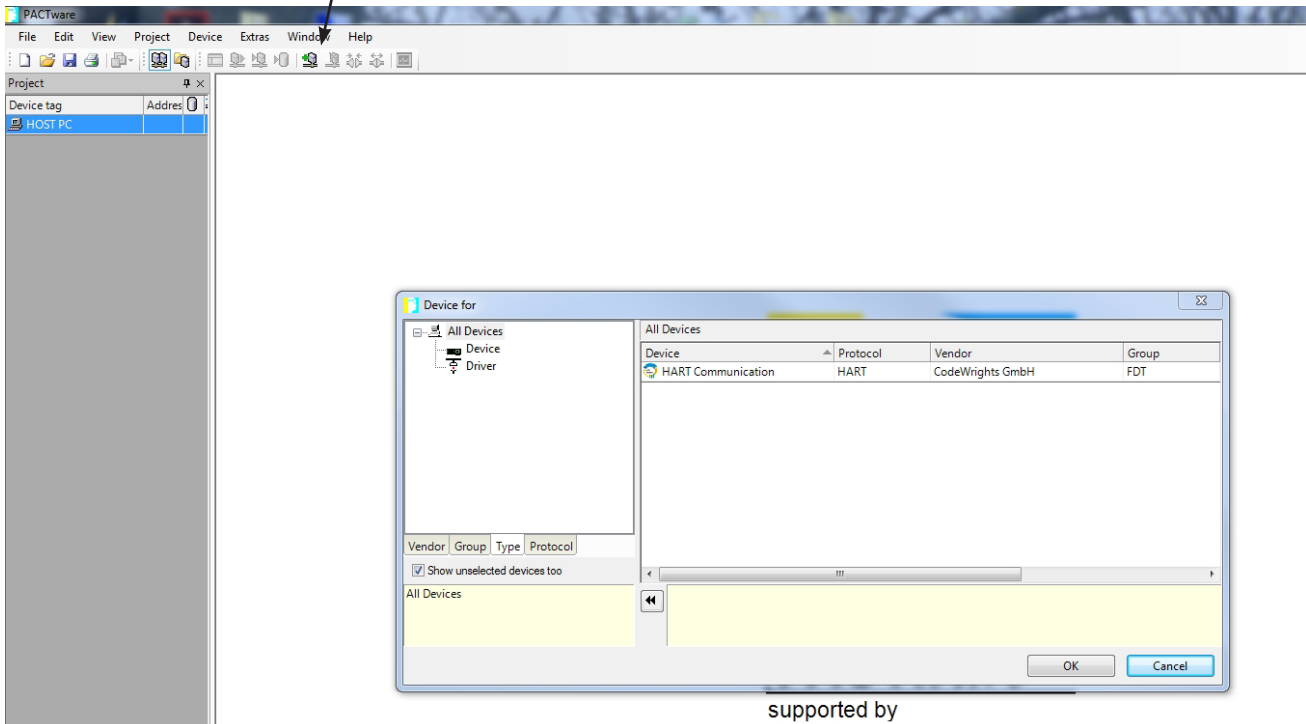 PACTware
File Edit View Project Device Extras Window Help
Project
Device tag Addres
HOST PC
Device for
All Devices
Device
Driver
Vendor Group Type Protocol
Show unselected devices too
All Devices
All Devices
Device Protocol Vendor Group
HART Communication HART CodeWrights GmbH FDT
OK Cancel
supported by